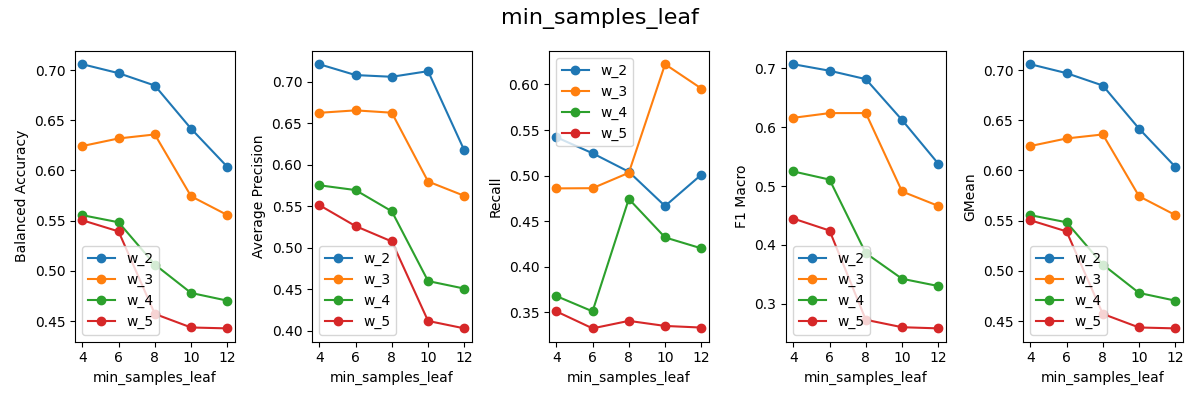 min_samples_leaf
Balanced Accuracy
0.70
0.65
0.60
0.55
0.50
0.45
w_2
w_3
w_4
w_5
4 6 8 10 12
min_samples_leaf
Average Precision
0.70
0.65
0.60
0.55
0.50
0.45
0.40
w_2
w_3
w_4
w_5
4 6 8 10 12
min_samples_leaf
Recall
0.60
0.55
0.50
0.45
0.40
0.35
w_2
w_3
w_4
w_5
4 6 8 10 12
min_samples_leaf
F1 Macro
0.7
0.6
0.5
0.4
0.3
w_2
w_3
w_4
w_5
4 6 8 10 12
min_samples_leaf
GMean
0.70
0.65
0.60
0.55
0.50
0.45
w_2
w_3
w_4
w_5
4 6 8 10 12
min_samples_leaf